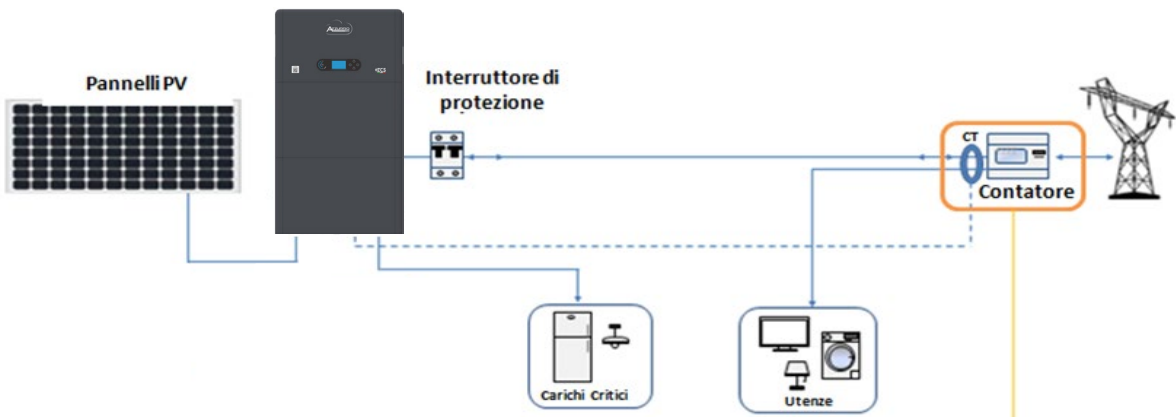 Pannelli PV
Interruttore di
protezione
CT
Contatore
Carichi Critici
Utenze